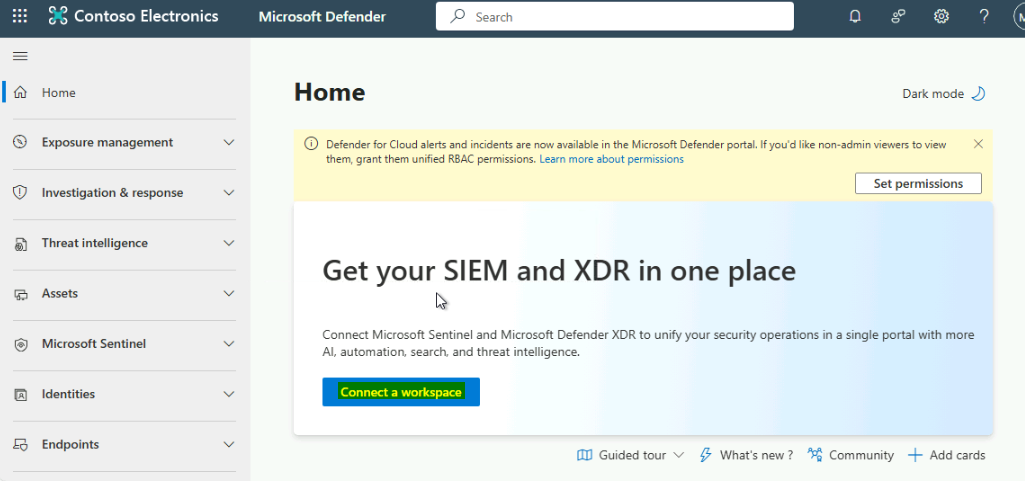 Contoso Electronics
Microsoft Defender
Search
Home
Exposure management
Investigation & response
Threat intelligence
Assets
Microsoft Sentinel
Identities
Endpoints
Home
Dark mode
Defender for Cloud alerts and incidents are now available in the Microsoft Defender portal. If you'd like non-admin viewers to view
them, grant them unified RBAC permissions. Learn more about permissions
Set permissions
Get your SIEM and XDR in one place
Connect Microsoft Sentinel and Microsoft Defender XDR to unify your security operations in a single portal with more
AI, automation, search, and threat intelligence.
Connect a workspace
Guided tour
What's new ?
Community
Add cards